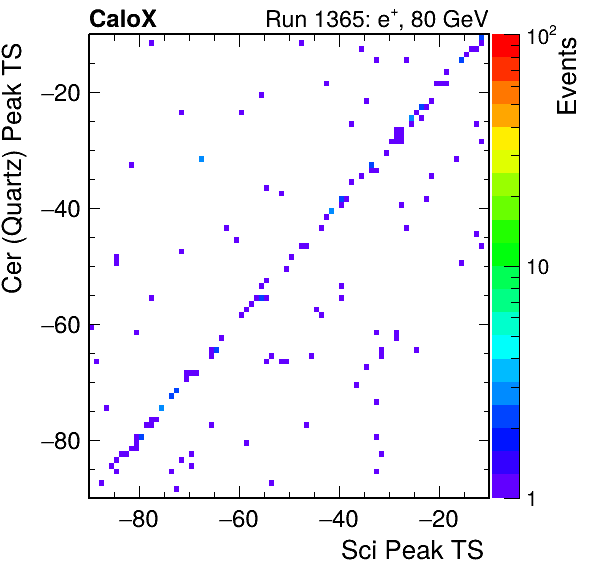 CaloX Run 1365: e⁺, 80 GeV
Cer (Quartz) Peak TS
−20
−40
−60
−80
−80 −60 −40 −20
Sci Peak TS
10²
10
1
Events